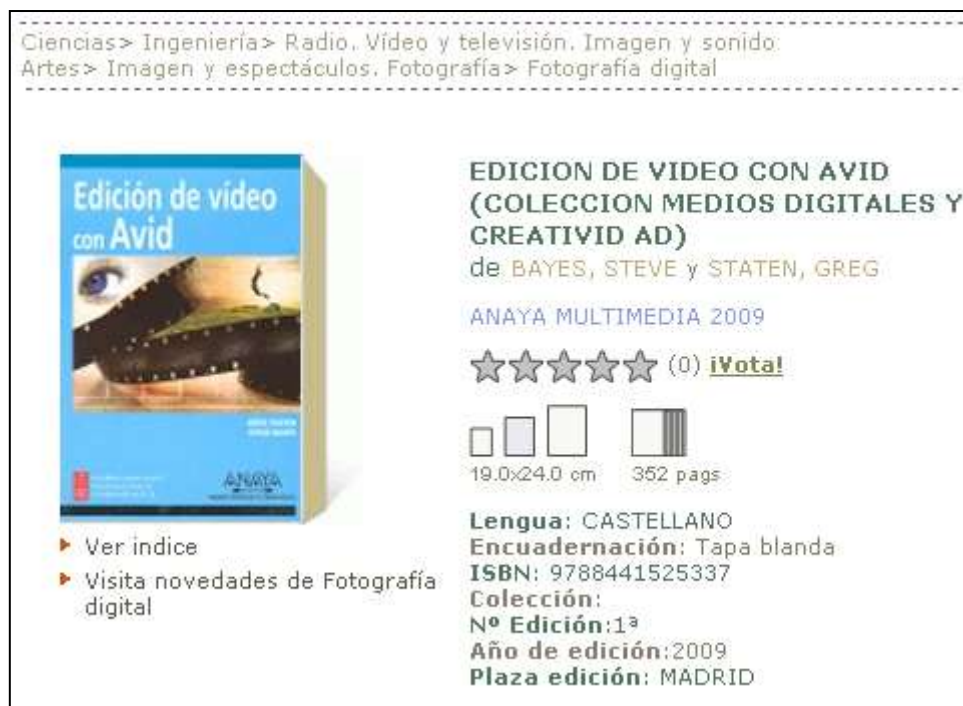 Ciencias> Ingeniería> Radio. Vídeo y televisión. Imagen y sonido
Artes> Imagen y espectáculos. Fotografía> Fotografía digital
Edición de vídeo
con Avid
ANAYA
Ver indice
Visita novedades de Fotografía
digital
EDICION DE VIDEO CON AVID
(COLECCION MEDIOS DIGITALES Y
CREATIVID AD)
de BAYES, STEVE y STATEN, GREG
ANAYA MULTIMEDIA 2009
(0) ¡Vota!
19.0x24.0 cm 352 pags
Lengua: CASTELLANO
Encuadernación: Tapa blanda
ISBN: 9788441525337
Colección:
Nº Edición:1ª
Año de edición:2009
Plaza edición: MADRID